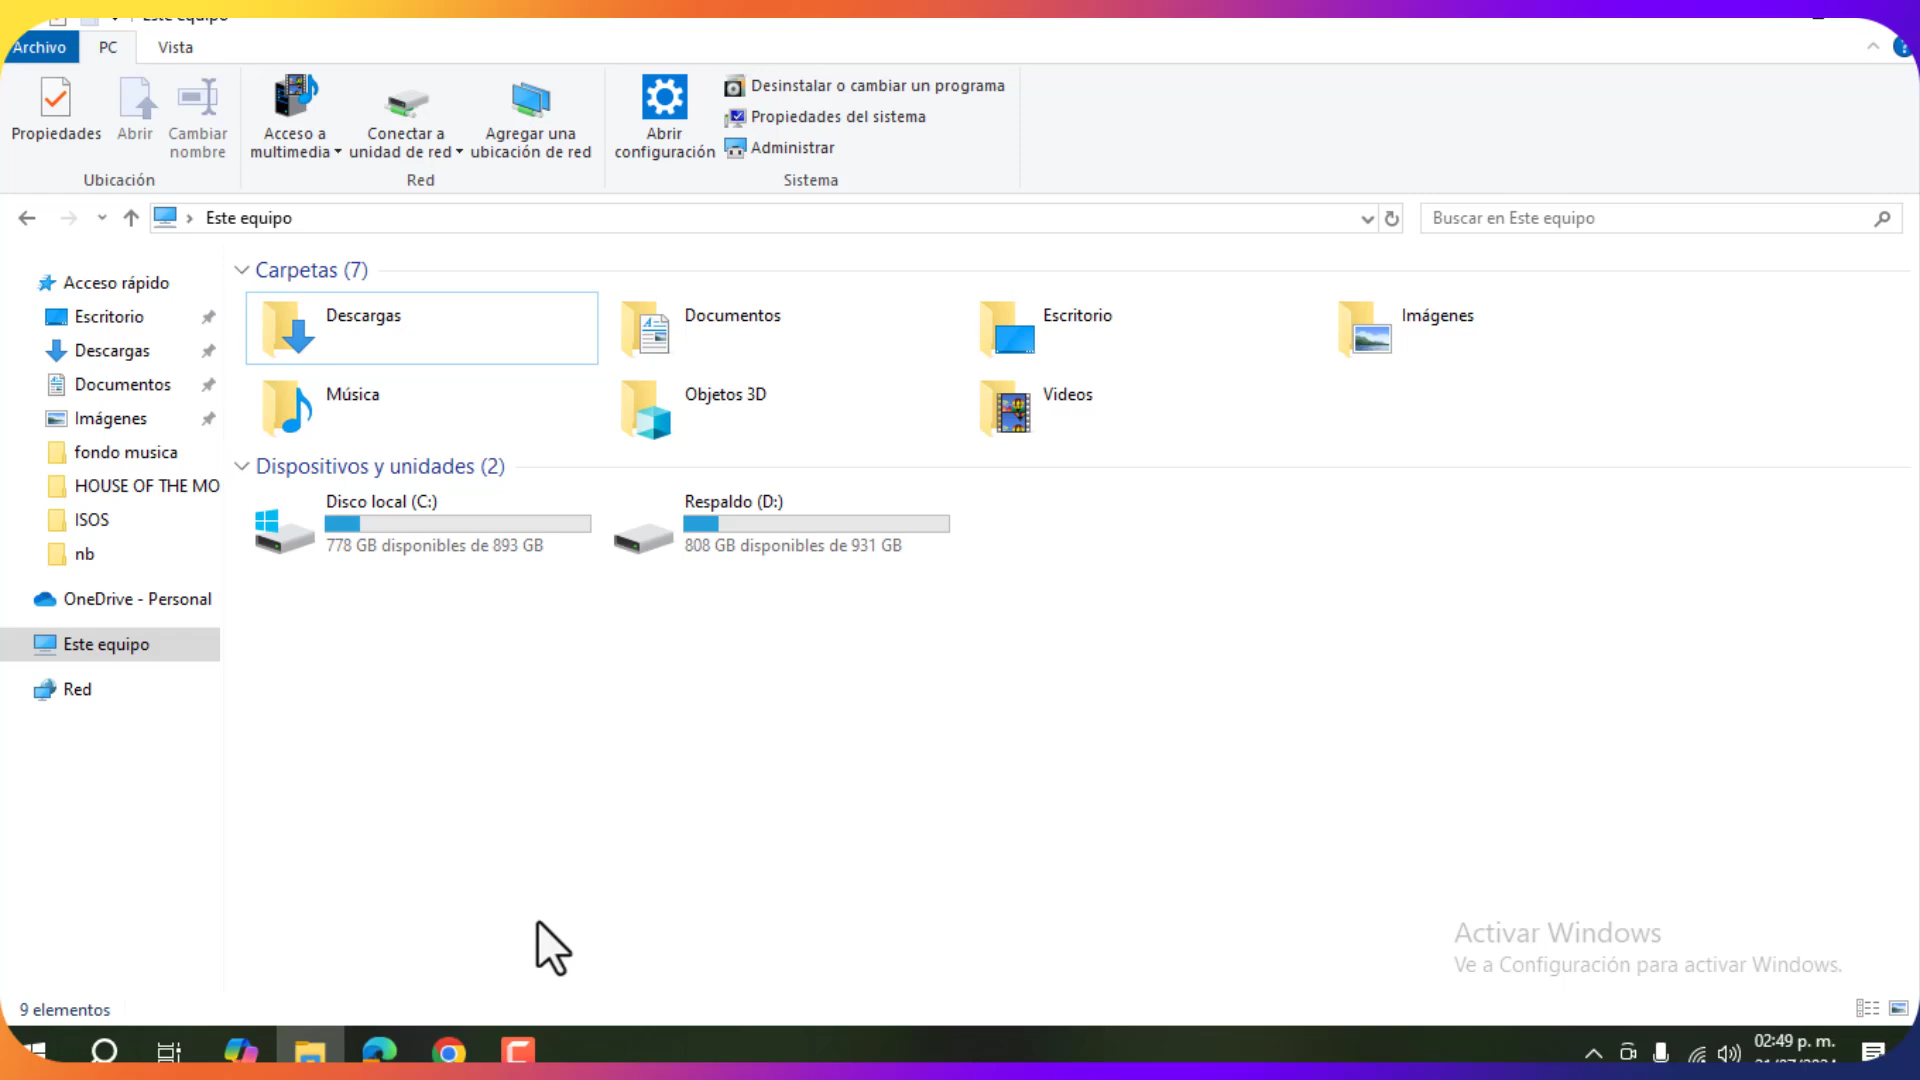 Este equipo
Archivo
PC
Vista
Propiedades
Abrir
Cambiar
nombre
Ubicación
Acceso a
multimedia
Conectar a
unidad de red
Agregar una
ubicación de red
Red
Abrir
configuración
Desinstalar o cambiar un programa
Propiedades del sistema
Administrar
Sistema
Este equipo
Buscar en Este equipo
Acceso rápido
Escritorio
Descargas
Documentos
Imágenes
fondo musica
HOUSE OF THE MO
ISOS
nb
OneDrive - Personal
Este equipo
Red
Carpetas (7)
Descargas
Documentos
Escritorio
Imágenes
Música
Objetos 3D
Videos
Dispositivos y unidades (2)
Disco local (C:)
778 GB disponibles de 893 GB
Respaldo (D:)
808 GB disponibles de 931 GB
Activar Windows
Ve a Configuración para activar Windows.
9 elementos
02:49 p. m.